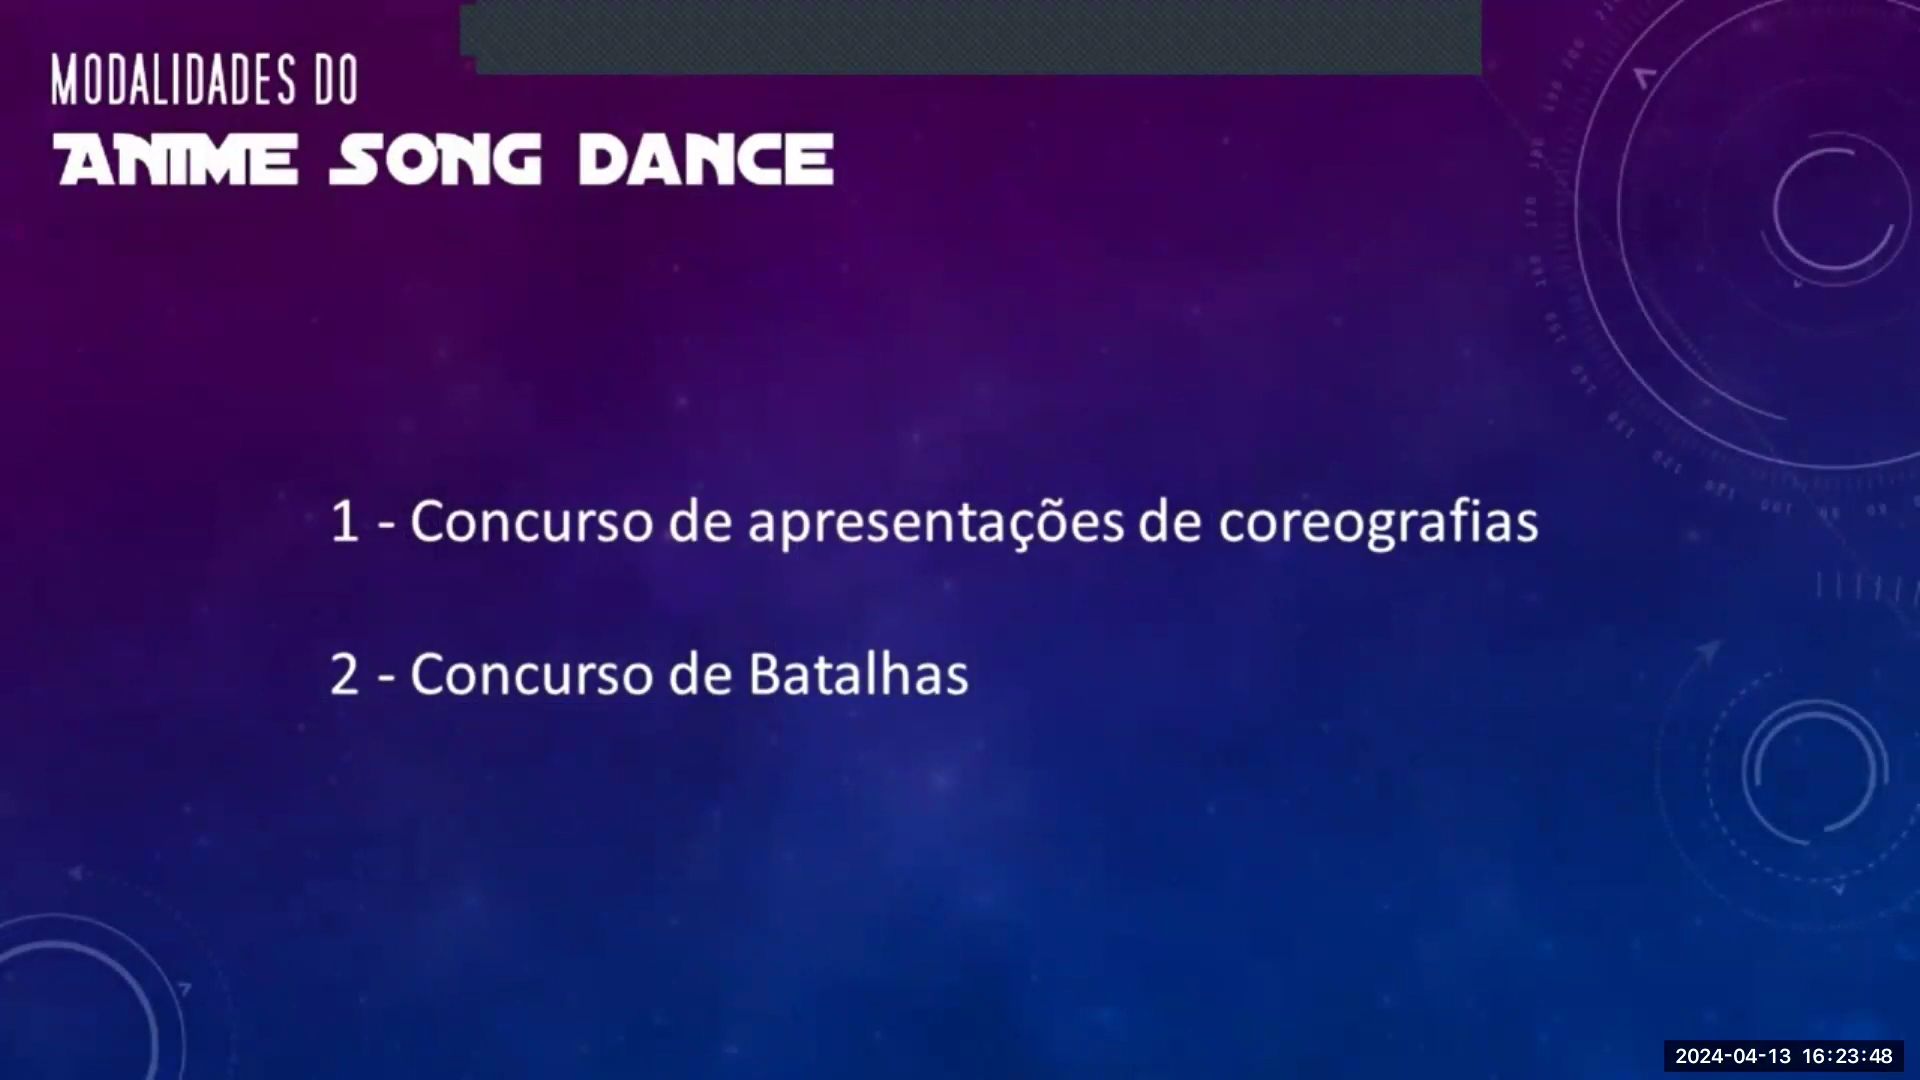 MODALIDADES DO
ANIME SONG DANCE
1 - Concurso de apresentações de coreografias
2 - Concurso de Batalhas
2024-04-13 16:23:48